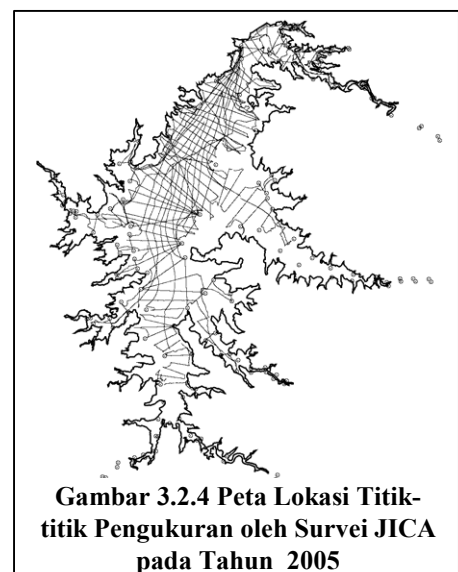 Gambar 3.2.4 Peta Lokasi Titik-
titik Pengukuran oleh Survei JICA
pada Tahun  2005